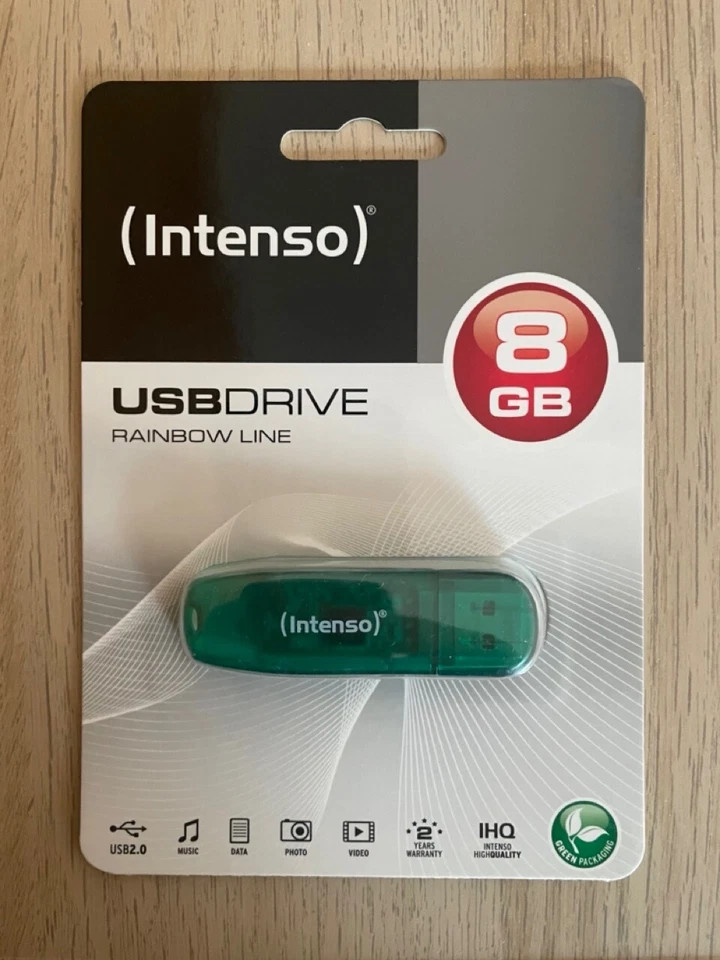 (Intenso)®
8
GB
USBDRIVE
RAINBOW LINE
(Intenso)®
USB2.0
MUSIC
DATA
PHOTO
VIDEO
2
YEARS
WARRANTY
IHQ
INTENSO
HIGHQUALITY
GREEN PACKAGING